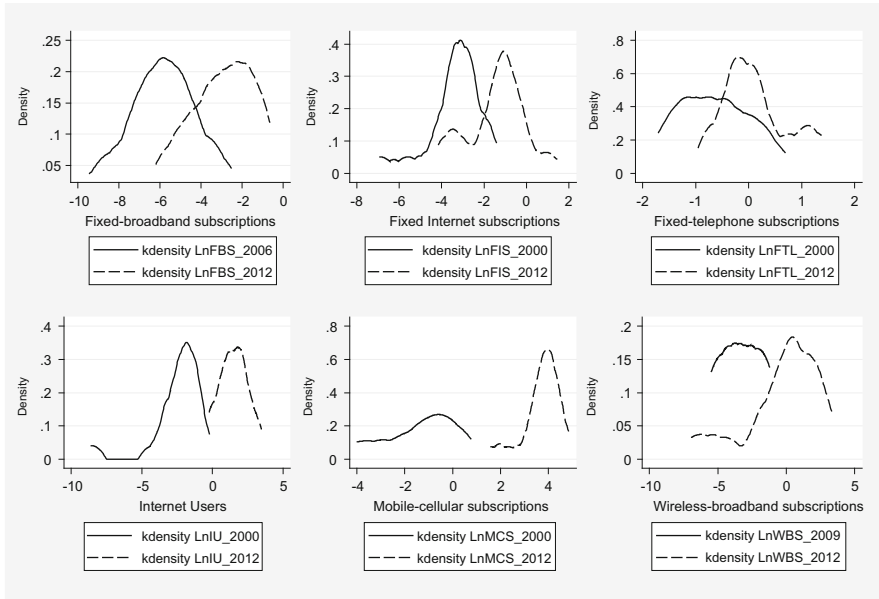 .25
.2
.15
.1
.05
Density
-10 -8 -6 -4 -2 0
Fixed-broadband subscriptions
kdensity LnFBS_2006
kdensity LnFBS_2012
.4
.3
.2
.1
0
Density
-8 -6 -4 -2 0 2
Fixed Internet subscriptions
kdensity LnFIS_2000
kdensity LnFIS_2012
.8
.6
.4
.2
0
Density
-2 -1 0 1 2
Fixed-telephone subscriptions
kdensity LnFTL_2000
kdensity LnFTL_2012
.4
.3
.2
.1
0
Density
-10 -5 0 5
Internet Users
kdensity LnIU_2000
kdensity LnIU_2012
.8
.6
.4
.2
0
Density
-4 -2 0 2 4
Mobile-cellular subscriptions
kdensity LnMCS_2000
kdensity LnMCS_2012
.2
.15
.1
.05
0
Density
-10 -5 0 5
Wireless-broadband subscriptions
kdensity LnWBS_2009
kdensity LnWBS_2012